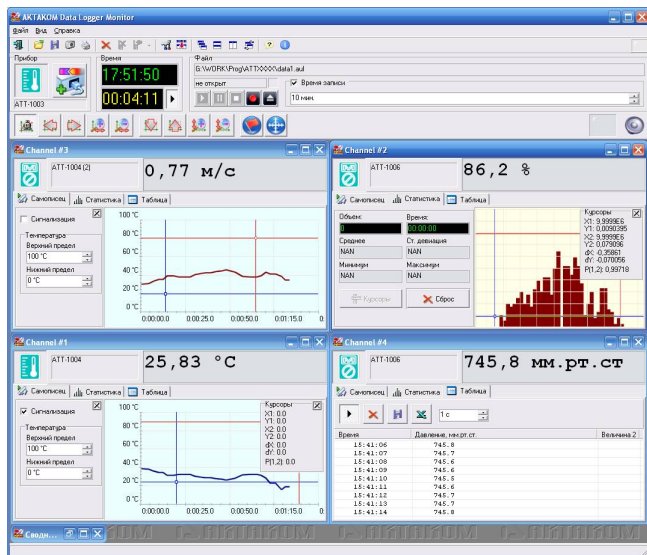 AKTAKOM Data Logger Monitor
Файл Вид Справка
Прибор
Время
Файл
ATT-1003
17:51:50
00:04:11
G:\WORK\Prog\ATTXXXX\data1.aul
не открыт
Время записи
10 мин.
Channel #3
ATT-1004 (2)
0,77 м/с
Самописец
Статистика
Таблица
Сигнализация
Температура
Верхний предел
100 °C
Нижний предел
0 °C
100 °C
80 °C
60 °C
40 °C
20 °C
0 °C
0:00:00.0
0:00:25.0
0:00:50.0
0:01:15.0
0:
Channel #2
ATT-1006
86,2 %
Самописец
Статистика
Таблица
Объем:
Время:
0
00:00:00
Среднее
Ст. девиация
NAN
NAN
Минимум
Максимум
NAN
NAN
Курсоры
Сброс
Курсоры
X1: 9,9999E6
Y1: 0,0090395
X2: 9,9999E6
Y2: 0,079096
dX: -0,35861
dY: -0,070056
P(1,2): 0,99718
Channel #1
ATT-1004
25,83 °C
Самописец
Статистика
Таблица
Сигнализация
Температура
Верхний предел
100 °C
Нижний предел
0 °C
100 °C
80 °C
60 °C
40 °C
20 °C
0 °C
0:00:00.0
0:00:25.0
0:00:50.0
0:01:15.0
0:
Курсоры
X1: 0.0
Y1: 0.0
X2: 0.0
Y2: 0.0
dX: 0.0
dY: 0.0
P(1,2): 0.0
Channel #4
ATT-1006
745,8 мм.рт.ст
Самописец
Статистика
Таблица
1 с
Время Давление, мм.рт.ст. Величина 2
15:41:06 745.8
15:41:07 745.7
15:41:08 745.6
15:41:09 745.6
15:41:10 745.5
15:41:11 745.6
15:41:12 745.7
15:41:13 745.7
15:41:14 745.8
Сводн...
AKTAKOM
AKTAKOM